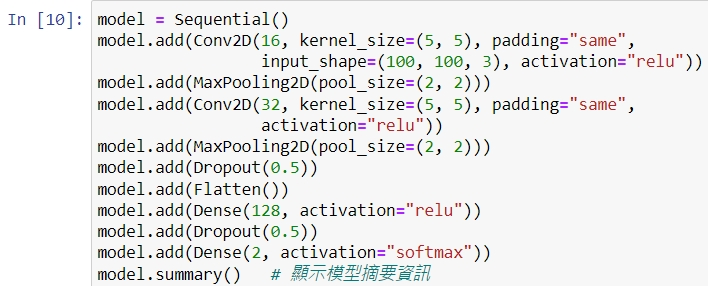 In [10]: model = Sequential()
model.add(Conv2D(16, kernel_size=(5, 5), padding="same",
input_shape=(100, 100, 3), activation="relu"))
model.add(MaxPooling2D(pool_size=(2, 2)))
model.add(Conv2D(32, kernel_size=(5, 5), padding="same",
activation="relu"))
model.add(MaxPooling2D(pool_size=(2, 2)))
model.add(Dropout(0.5))
model.add(Flatten())
model.add(Dense(128, activation="relu"))
model.add(Dropout(0.5))
model.add(Dense(2, activation="softmax"))
model.summary()   # 顯示模型摘要資訊